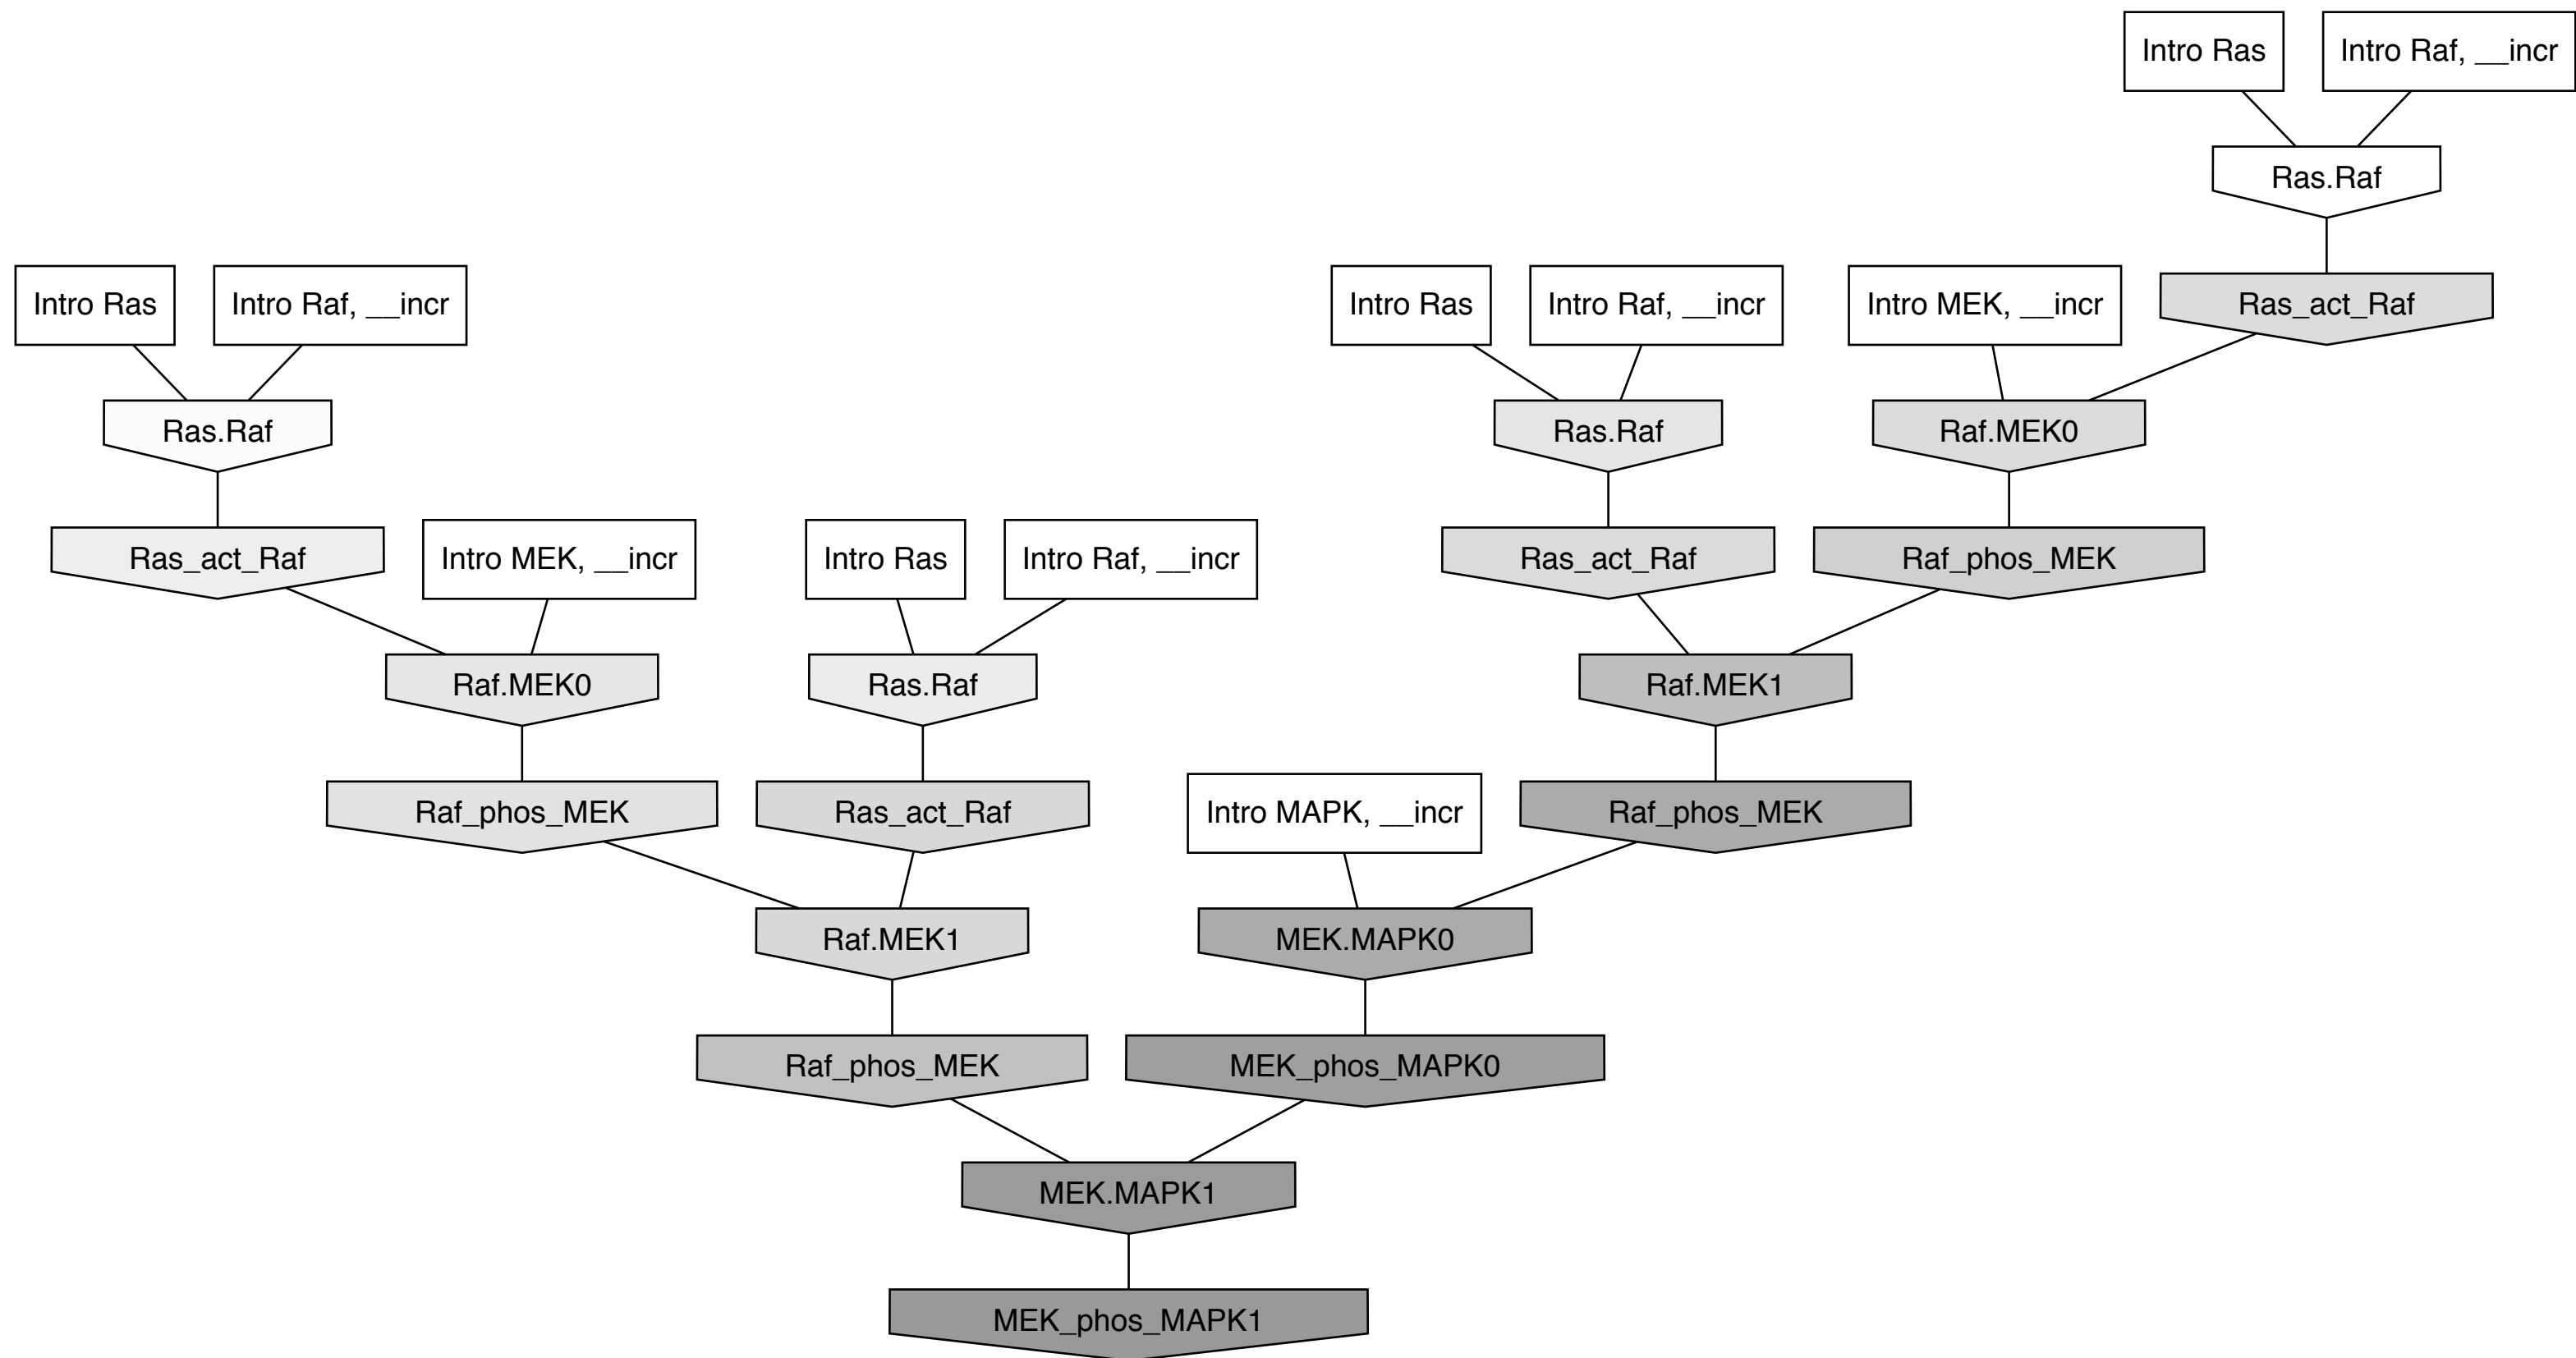 Intro Ras
Intro Raf, __incr
Ras.Raf
Intro Ras
Intro Raf, __incr
Intro Ras
Intro Raf, __incr
Intro MEK, __incr
Ras_act_Raf
Ras.Raf
Ras.Raf
Raf.MEK0
Ras_act_Raf
Intro MEK, __incr
Intro Ras
Intro Raf, __incr
Ras_act_Raf
Raf_phos_MEK
Raf.MEK0
Ras.Raf
Raf.MEK1
Raf_phos_MEK
Ras_act_Raf
Intro MAPK, __incr
Raf_phos_MEK
Raf.MEK1
MEK.MAPK0
Raf_phos_MEK
MEK_phos_MAPK0
MEK.MAPK1
MEK_phos_MAPK1